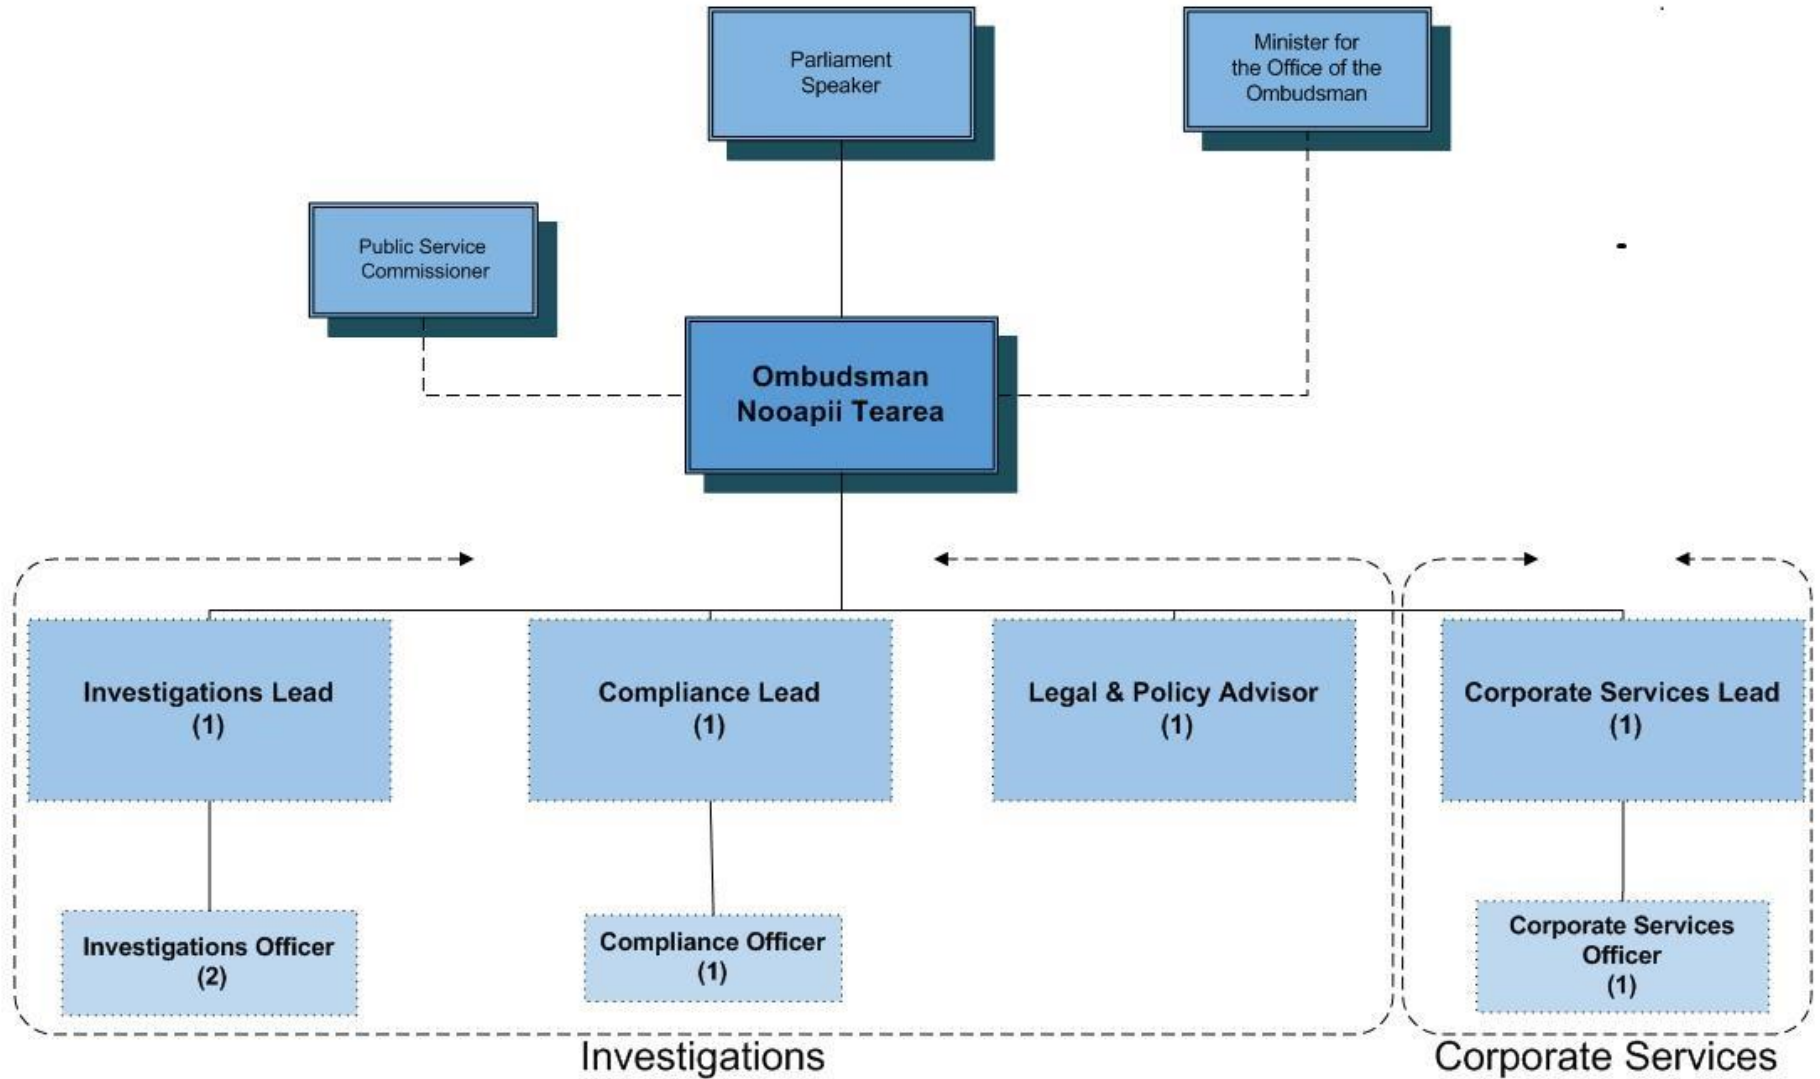 Parliament
Speaker
Minister for
the Office of the
Ombudsman
Public Service
Commissioner
Ombudsman
Nooapii Tearea
Investigations Lead
(1)
Compliance Lead
(1)
Legal & Policy Advisor
(1)
Corporate Services Lead
(1)
Investigations Officer
(2)
Compliance Officer
(1)
Corporate Services
Officer
(1)
Investigations
Corporate Services